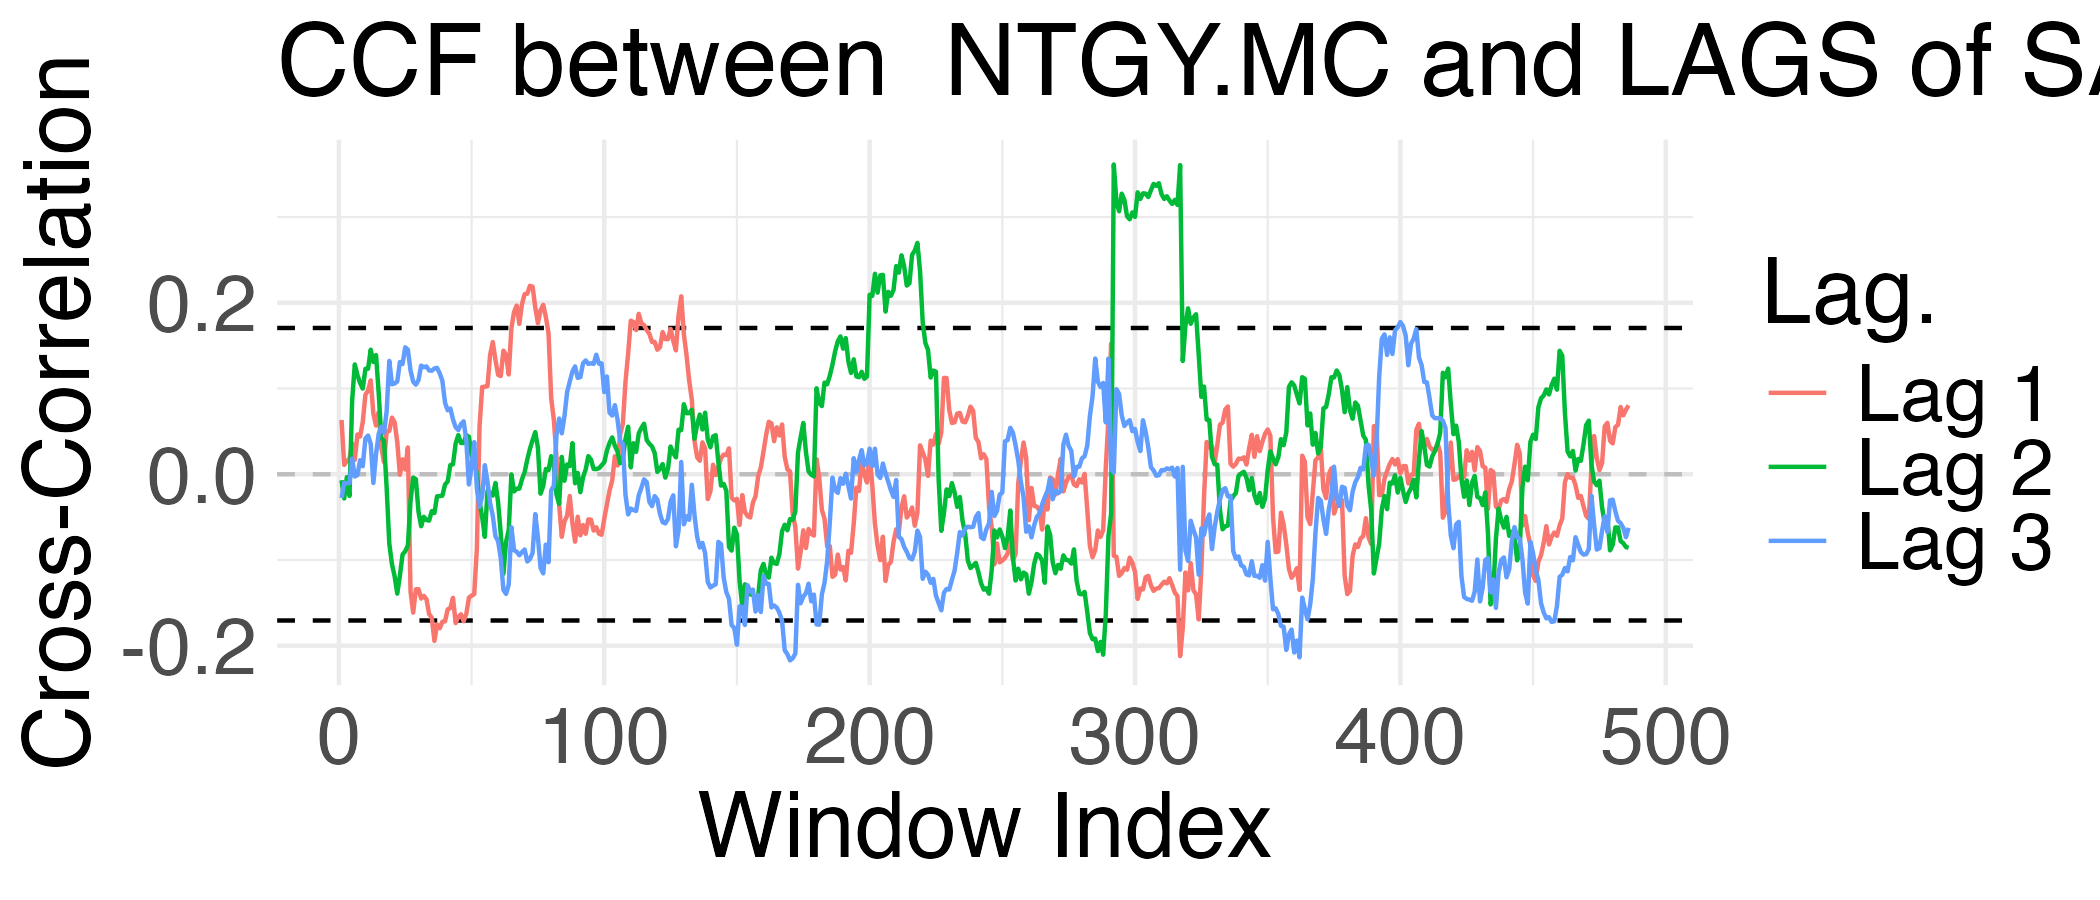 CCF between  NTGY.MC and LAGS of SA
Cross-Correlation
0.2
0.0
-0.2
0
100
200
300
400
500
Window Index
Lag.
Lag 1
Lag 2
Lag 3